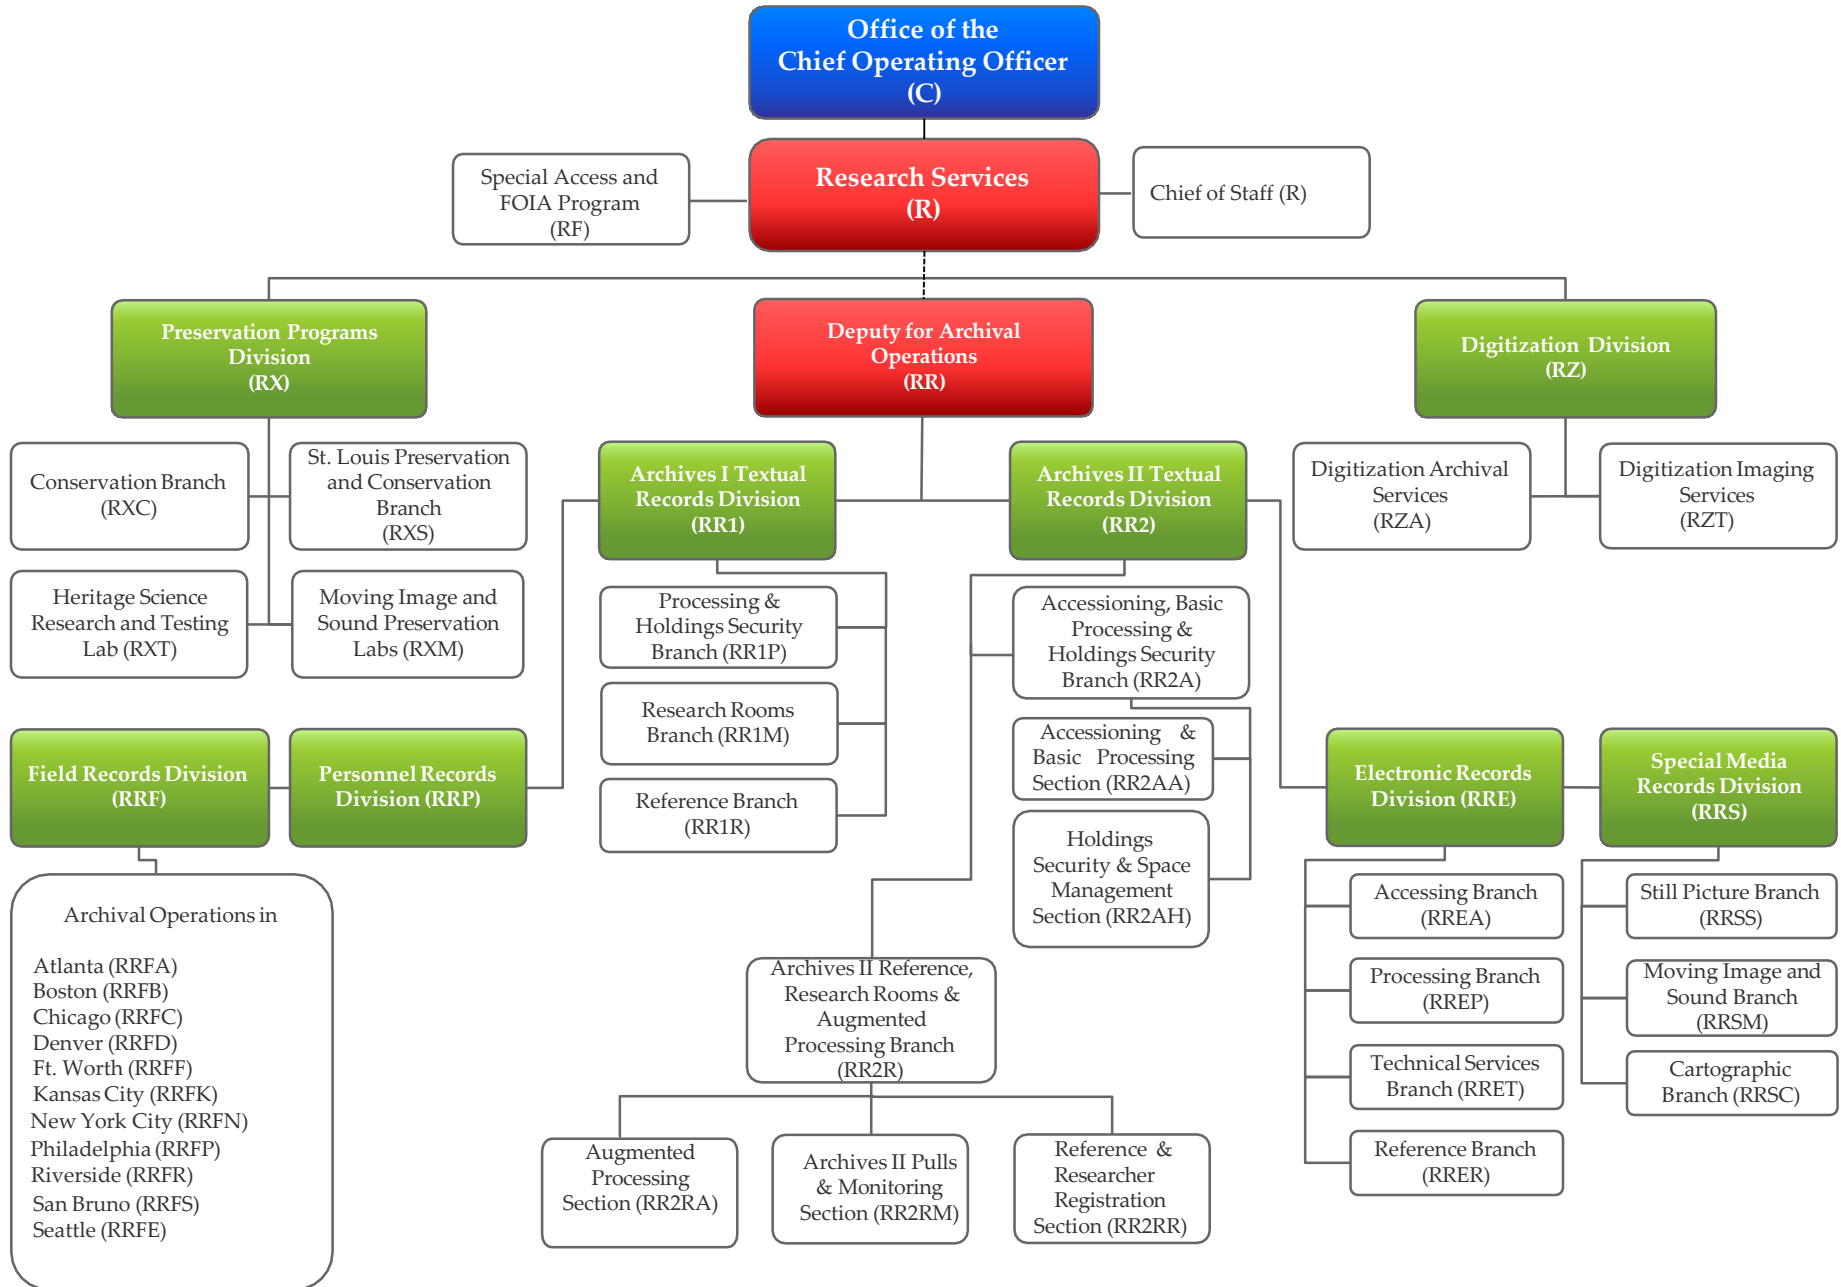 Office of the
Chief Operating Officer
(C)
Special Access and
FOIA Program
(RF)
Research Services
(R)
Chief of Staff (R)
Preservation Programs
Division
(RX)
Deputy for Archival
Operations
(RR)
Digitization Division
(RZ)
Conservation Branch
(RXC)
St. Louis Preservation
and Conservation
Branch
(RXS)
Heritage Science
Research and Testing
Lab (RXT)
Moving Image and
Sound Preservation
Labs (RXM)
Archives I Textual
Records Division
(RR1)
Archives II Textual
Records Division
(RR2)
Digitization Archival
Services
(RZA)
Digitization Imaging
Services
(RZT)
Processing &
Holdings Security
Branch (RR1P)
Research Rooms
Branch (RR1M)
Reference Branch
(RR1R)
Accessioning, Basic
Processing &
Holdings Security
Branch (RR2A)
Accessioning &
Basic Processing
Section (RR2AA)
Holdings
Security & Space
Management
Section (RR2AH)
Field Records Division
(RRF)
Personnel Records
Division (RRP)
Electronic Records
Division (RRE)
Special Media
Records Division
(RRS)
Archival Operations in
Atlanta (RRFA)
Boston (RRFB)
Chicago (RRFC)
Denver (RRFD)
Ft. Worth (RRFF)
Kansas City (RRFK)
New York City (RRFN)
Philadelphia (RRFP)
Riverside (RRFR)
San Bruno (RRFS)
Seattle (RRFE)
Archives II Reference,
Research Rooms &
Augmented
Processing Branch
(RR2R)
Augmented
Processing
Section (RR2RA)
Archives II Pulls
& Monitoring
Section (RR2RM)
Reference &
Researcher
Registration
Section (RR2RR)
Accessing Branch
(RREA)
Processing Branch
(RREP)
Technical Services
Branch (RRET)
Reference Branch
(RRER)
Still Picture Branch
(RRSS)
Moving Image and
Sound Branch
(RRSM)
Cartographic
Branch (RRSC)